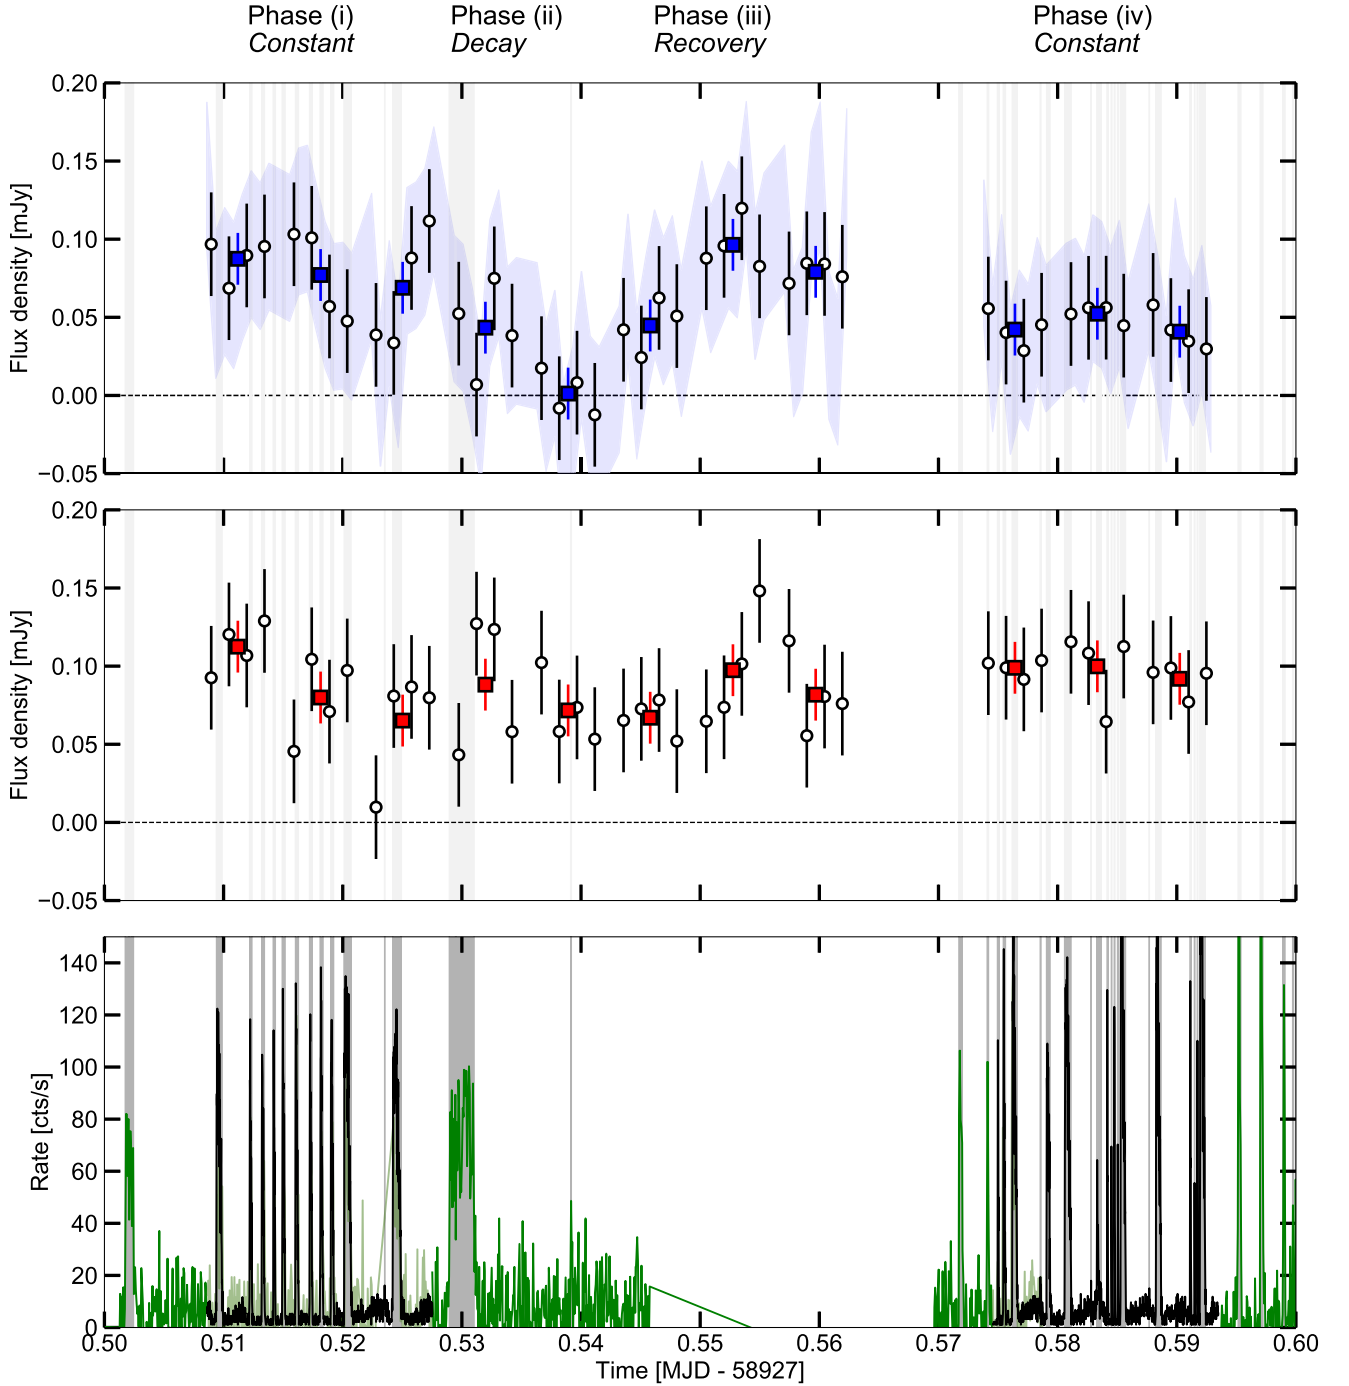 Phase (i) Phase (ii) Phase (iii) Phase (iv)
Constant Decay Recovery Constant
0.20
0.15
0.10
0.05
0.00
−0.05
Flux density [mJy]
0.20
0.15
0.10
0.05
0.00
−0.05
Flux density [mJy]
140
120
100
80
60
40
20
0
Rate [cts/s]
0.50 0.51 0.52 0.53 0.54 0.55 0.56 0.57 0.58 0.59 0.60
Time [MJD - 58927]